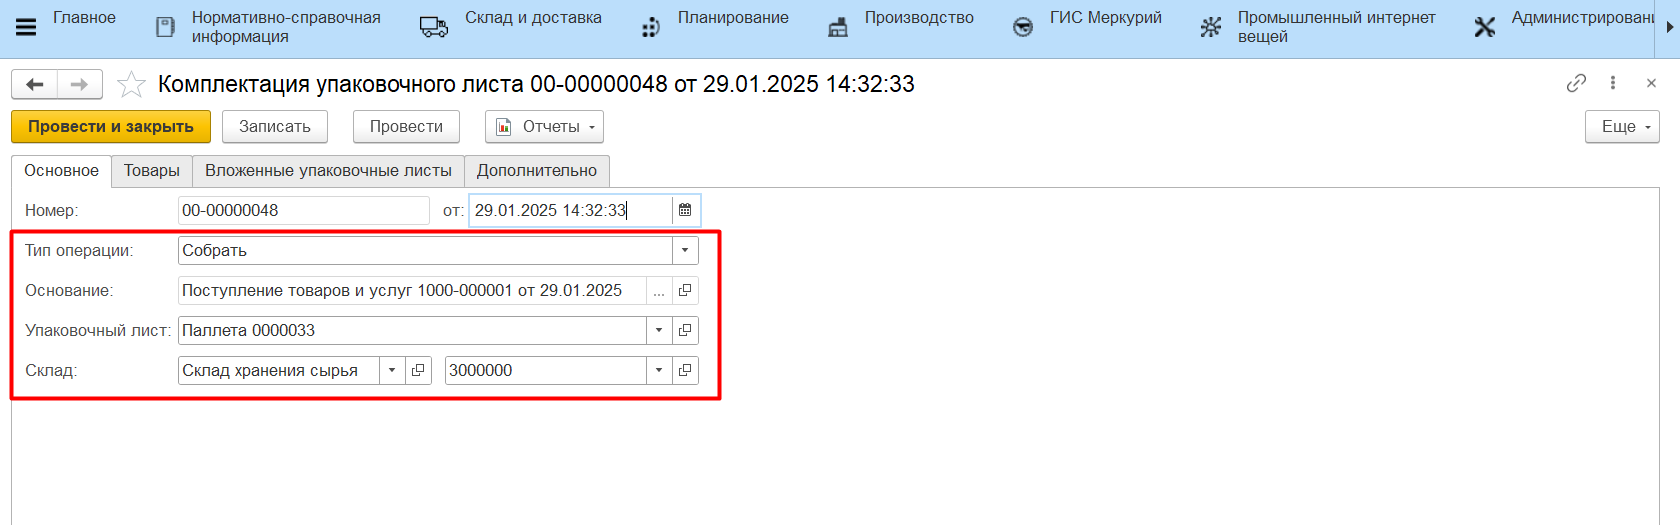 Главное
Нормативно-справочная
информация
Склад и доставка
Планирование
Производство
ГИС Меркурий
Промышленный интернет
вещей
Администрирован
Комплектация упаковочного листа 00-00000048 от 29.01.2025 14:32:33
Провести и закрыть Записать Провести Отчеты Еще
Основное Товары Вложенные упаковочные листы Дополнительно
Номер: 00-00000048 от: 29.01.2025 14:32:33
Тип операции: Собрать
Основание: Поступление товаров и услуг 1000-000001 от 29.01.2025 ...
Упаковочный лист: Паллета 0000033
Склад: Склад хранения сырья 3000000